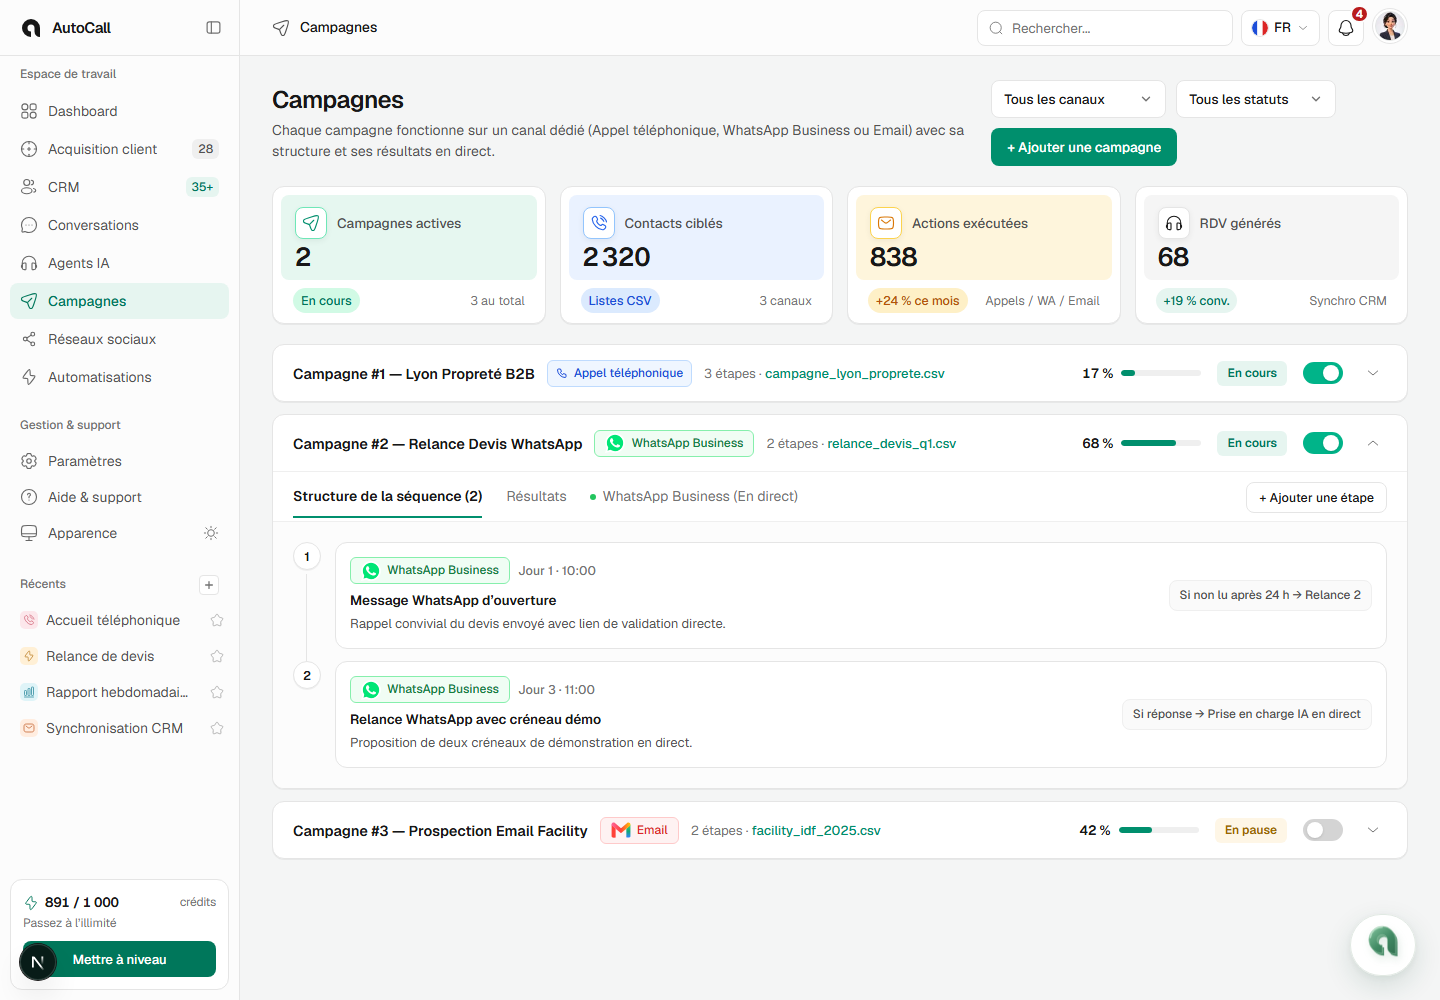 AutoCall
Espace de travail
Dashboard
Acquisition client 28
CRM 35+
Conversations
Agents IA
Campagnes
Réseaux sociaux
Automatisations
Gestion & support
Paramètres
Aide & support
Apparence
Récents +
Accueil téléphonique
Relance de devis
Rapport hebdomadai...
Synchronisation CRM
891 / 1 000 crédits
Passez à l'illimité
N
Mettre à niveau
Campagnes
Rechercher...
FR
4
Campagnes
Chaque campagne fonctionne sur un canal dédié (Appel téléphonique, WhatsApp Business ou Email) avec sa
structure et ses résultats en direct.
Tous les canaux
Tous les statuts
+ Ajouter une campagne
Campagnes actives
2
En cours 3 au total
Contacts ciblés
2 320
Listes CSV 3 canaux
Actions exécutées
838
+24 % ce mois Appels / WA / Email
RDV générés
68
+19 % conv. Synchro CRM
Campagne #1 — Lyon Propreté B2B Appel téléphonique 3 étapes · campagne_lyon_proprete.csv 17 % En cours
Campagne #2 — Relance Devis WhatsApp WhatsApp Business 2 étapes · relance_devis_q1.csv 68 % En cours
Structure de la séquence (2) Résultats WhatsApp Business (En direct) + Ajouter une étape
1
WhatsApp Business Jour 1 · 10:00
Message WhatsApp d'ouverture
Rappel convivial du devis envoyé avec lien de validation directe.
Si non lu après 24 h → Relance 2
2
WhatsApp Business Jour 3 · 11:00
Relance WhatsApp avec créneau démo
Proposition de deux créneaux de démonstration en direct.
Si réponse → Prise en charge IA en direct
Campagne #3 — Prospection Email Facility Email 2 étapes · facility_idf_2025.csv 42 % En pause